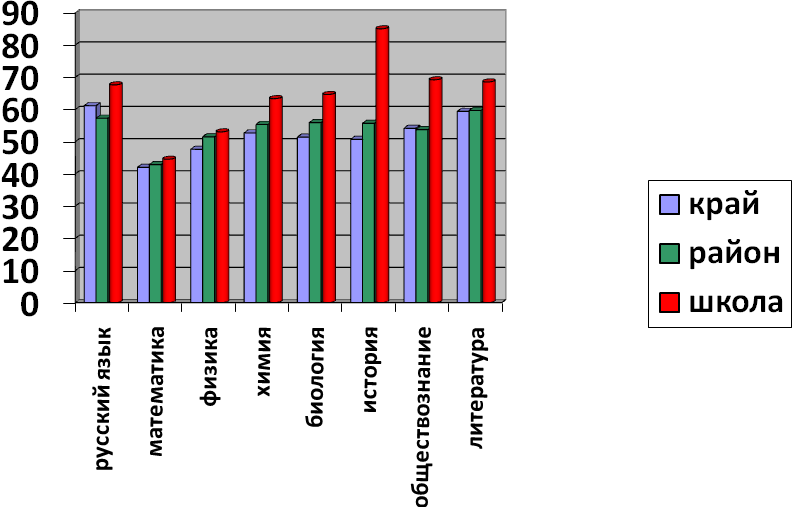 90
80
70
60
50
40
30
20
10
0
русский язык
математика
физика
химия
биология
история
обществознание
литература
край
район
школа